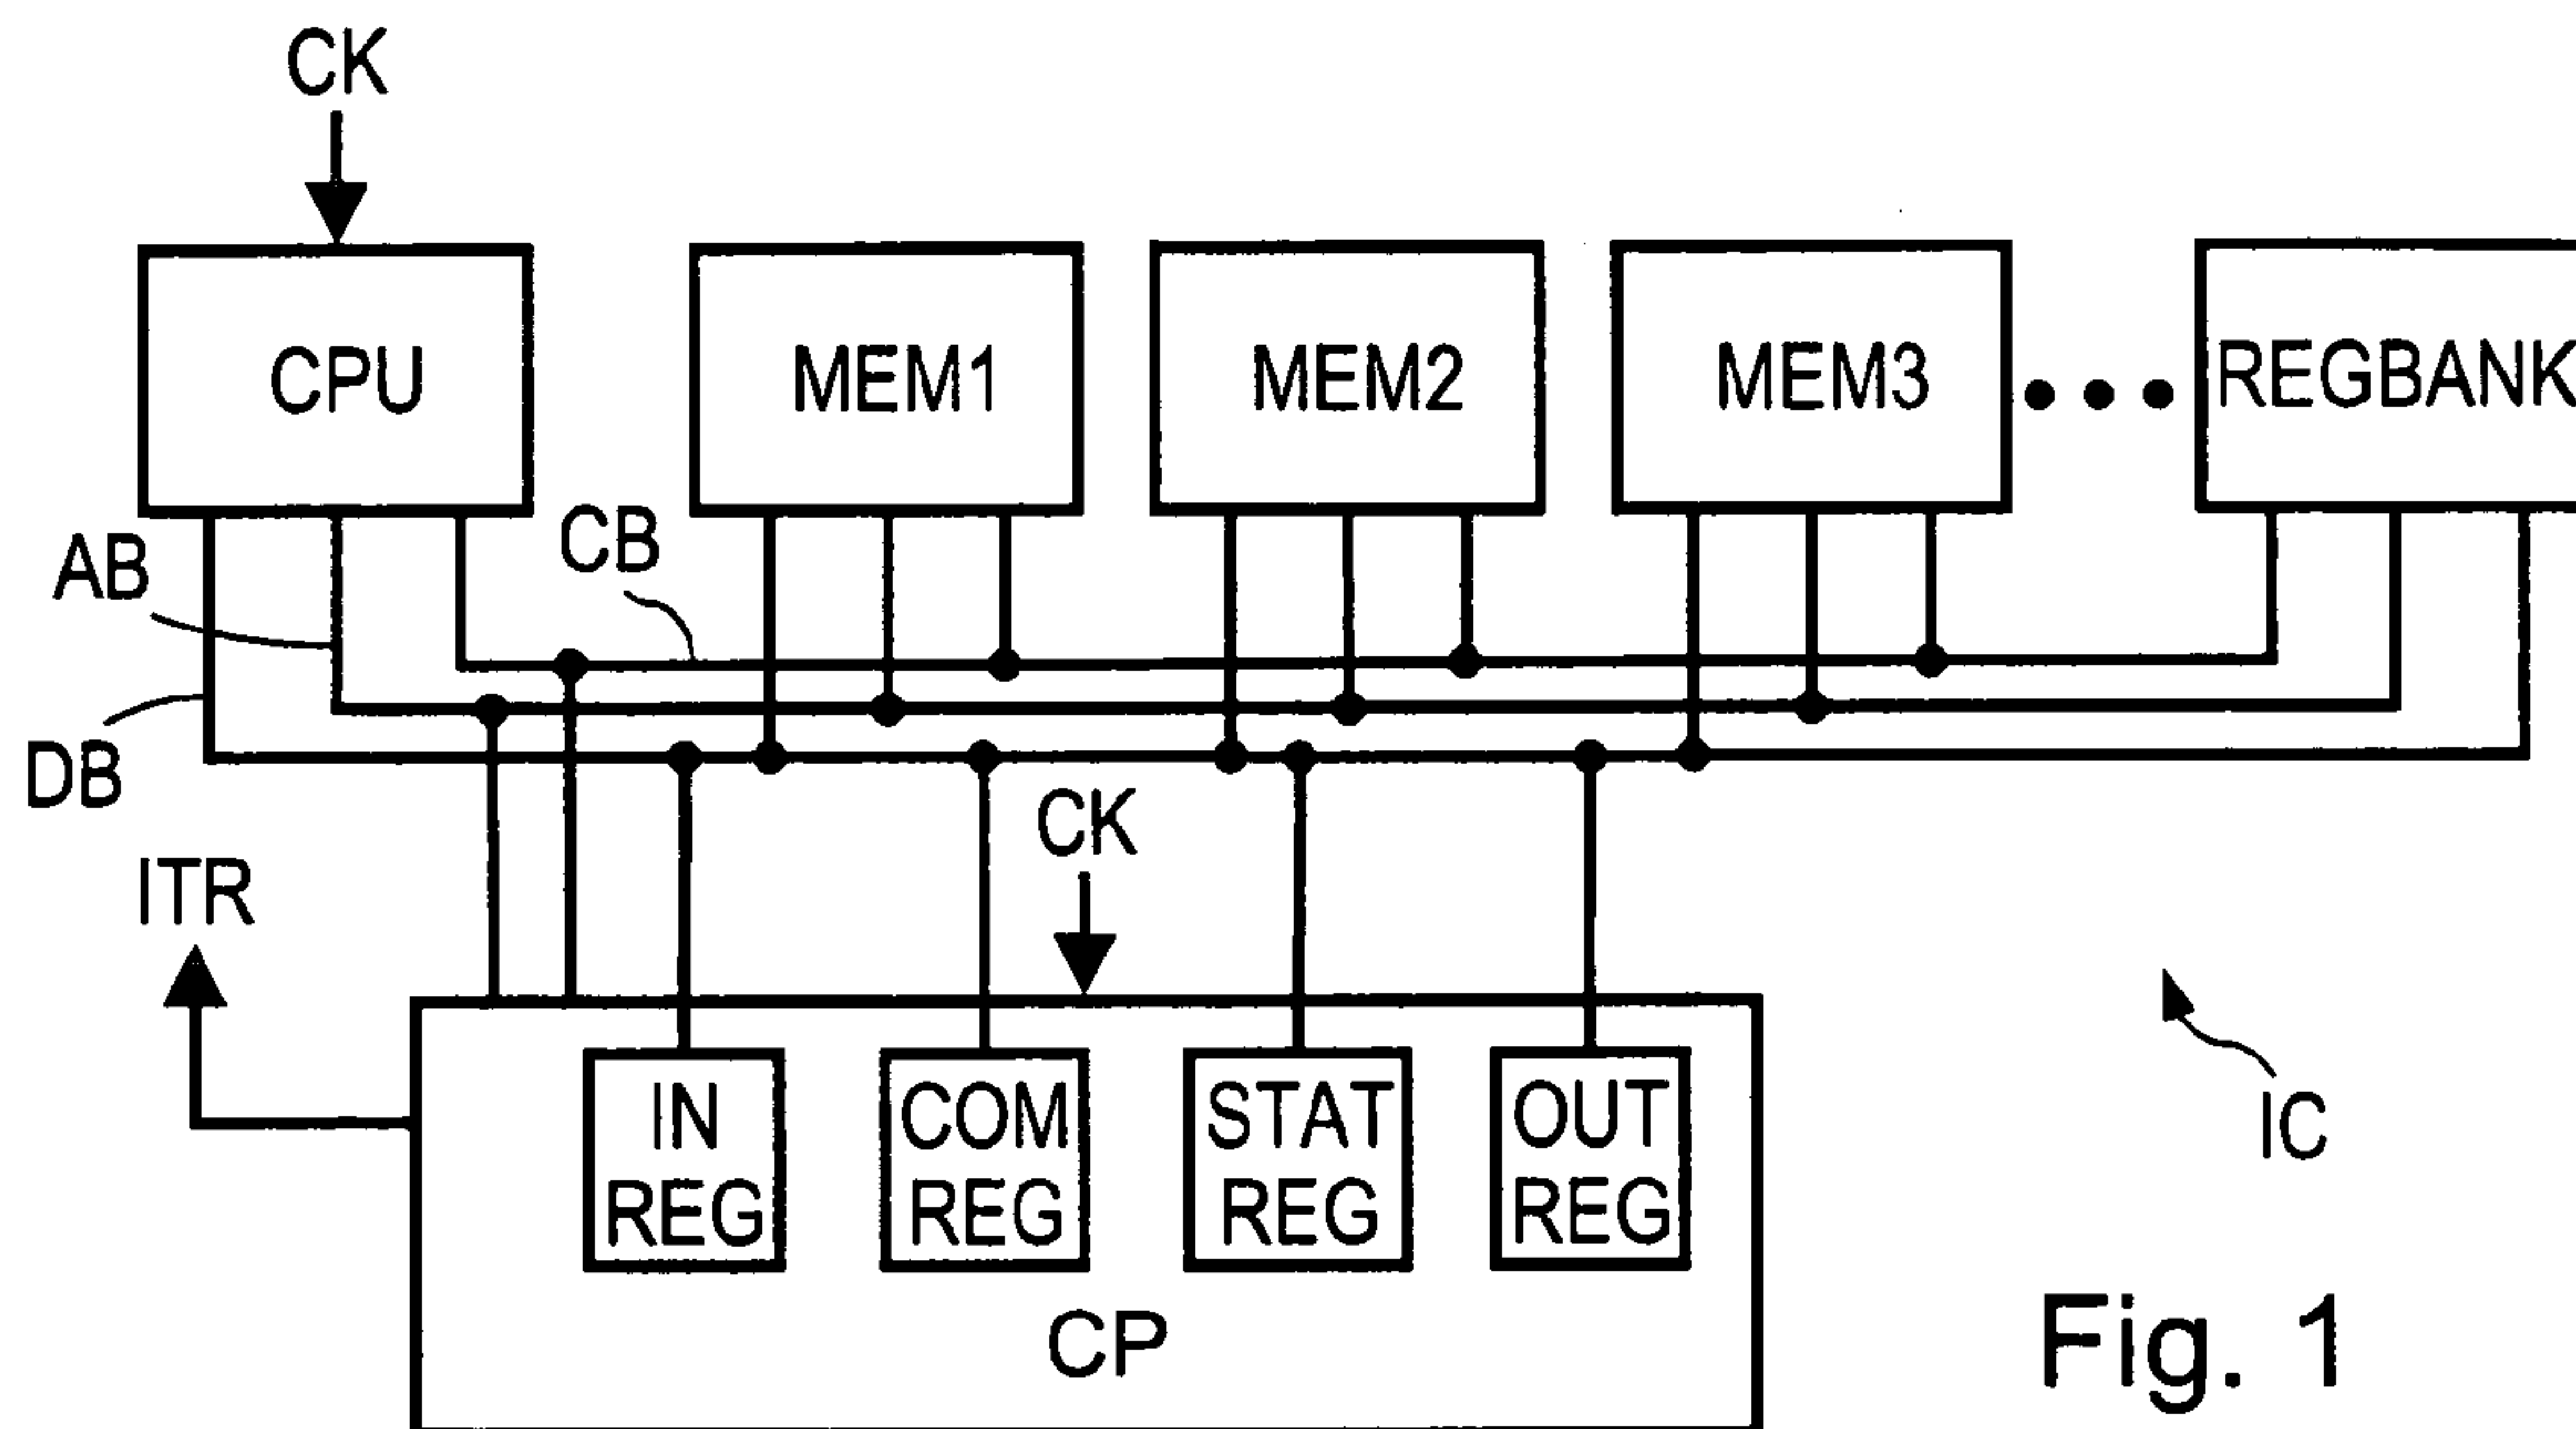 CK
CPU
MEM1
MEM2
MEM3
REGBANK
AB
CB
DB
CK
ITR
IN
REG
COM
REG
STAT
REG
OUT
REG
IC
CP
Fig. 1